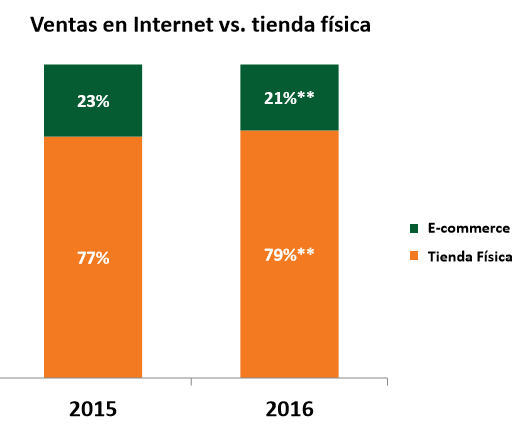 Ventas en Internet vs. tienda física
23%
21%**
77%
79%**
E-commerce
Tienda Física
2015
2016